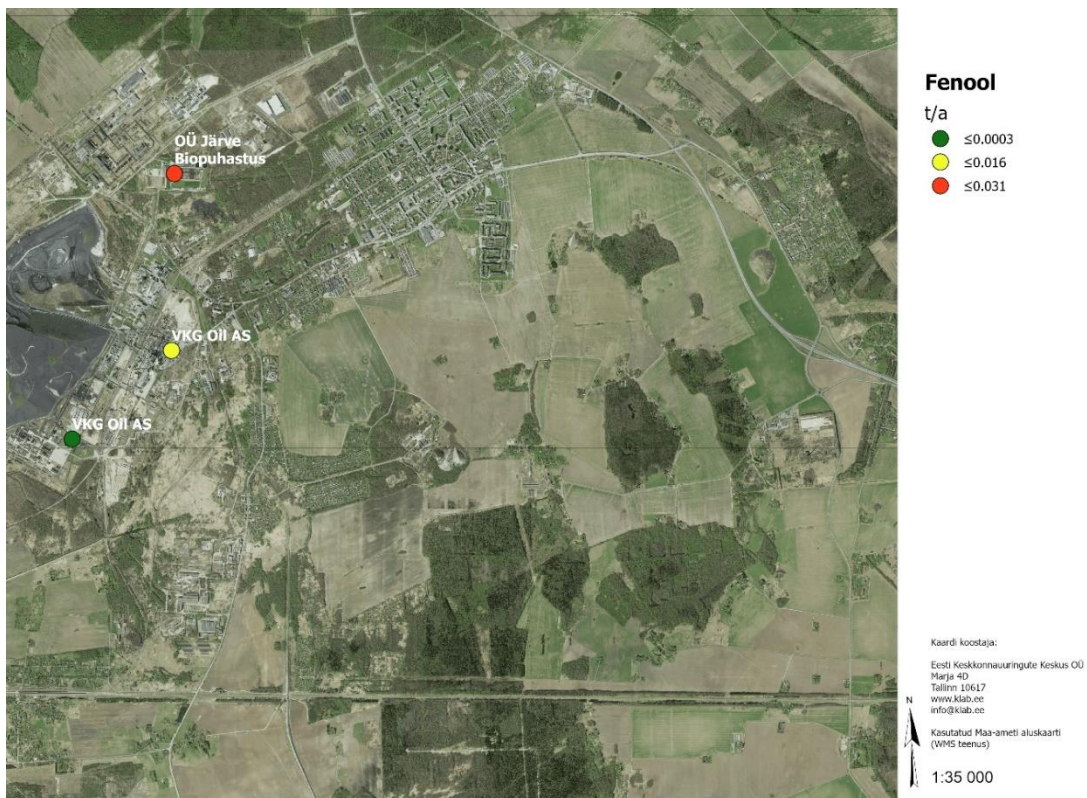 OÜ Järve
Biopuhastus
VKG Oil AS
VKG Oil AS
Fenool
t/a
≤0.0003
≤0.016
≤0.031
Kaardi koostaja:
Eesti Keskkonnauuringute Keskus OÜ
Marja 4D
Tallinn 10617
www.klab.ee
info@klab.ee
N
Kasutatud Maa-ameti aluskaarti
(WMS teenus)
1:35 000